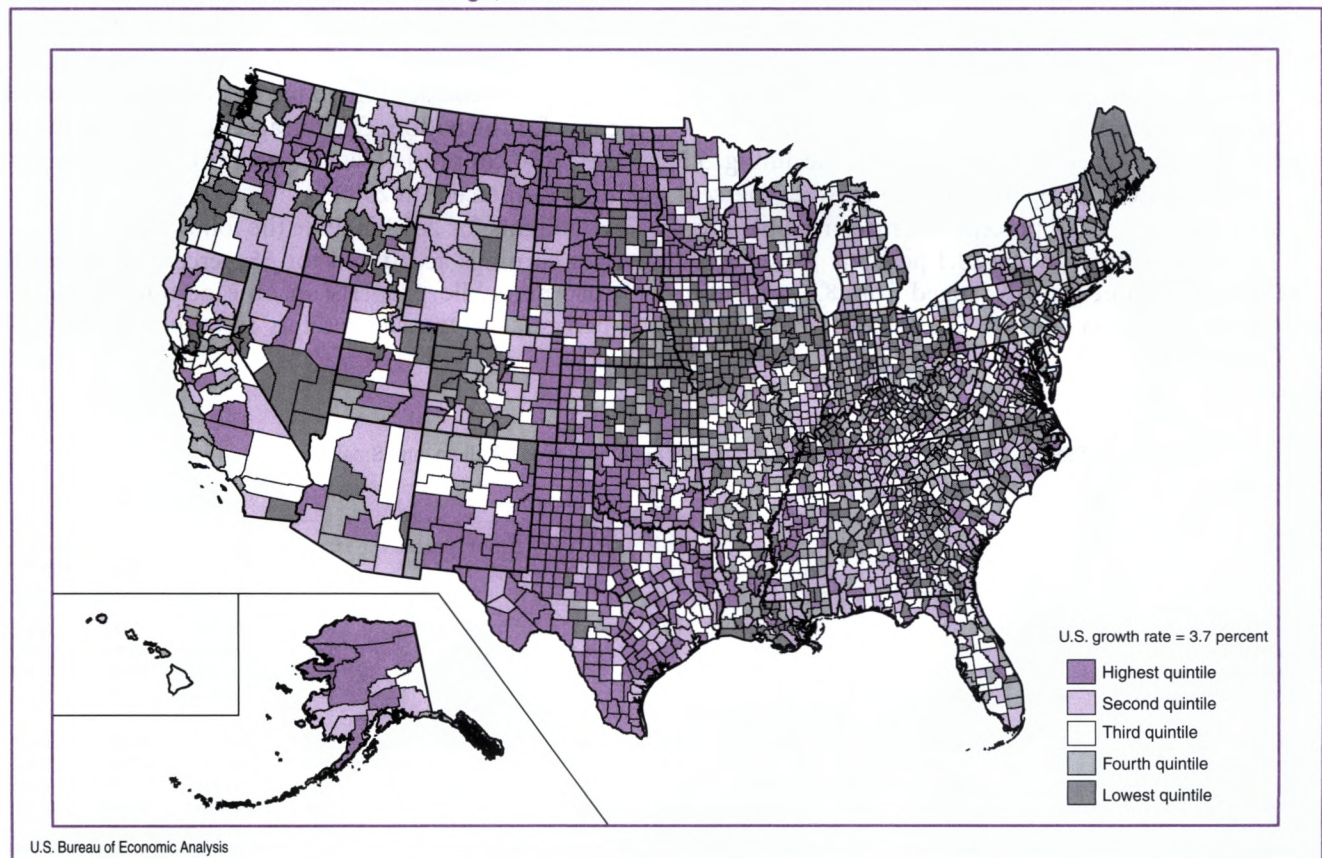 U.S. growth rate = 3.7 percent
Highest quintile
Second quintile
Third quintile
Fourth quintile
Lowest quintile
U.S. Bureau of Economic Analysis